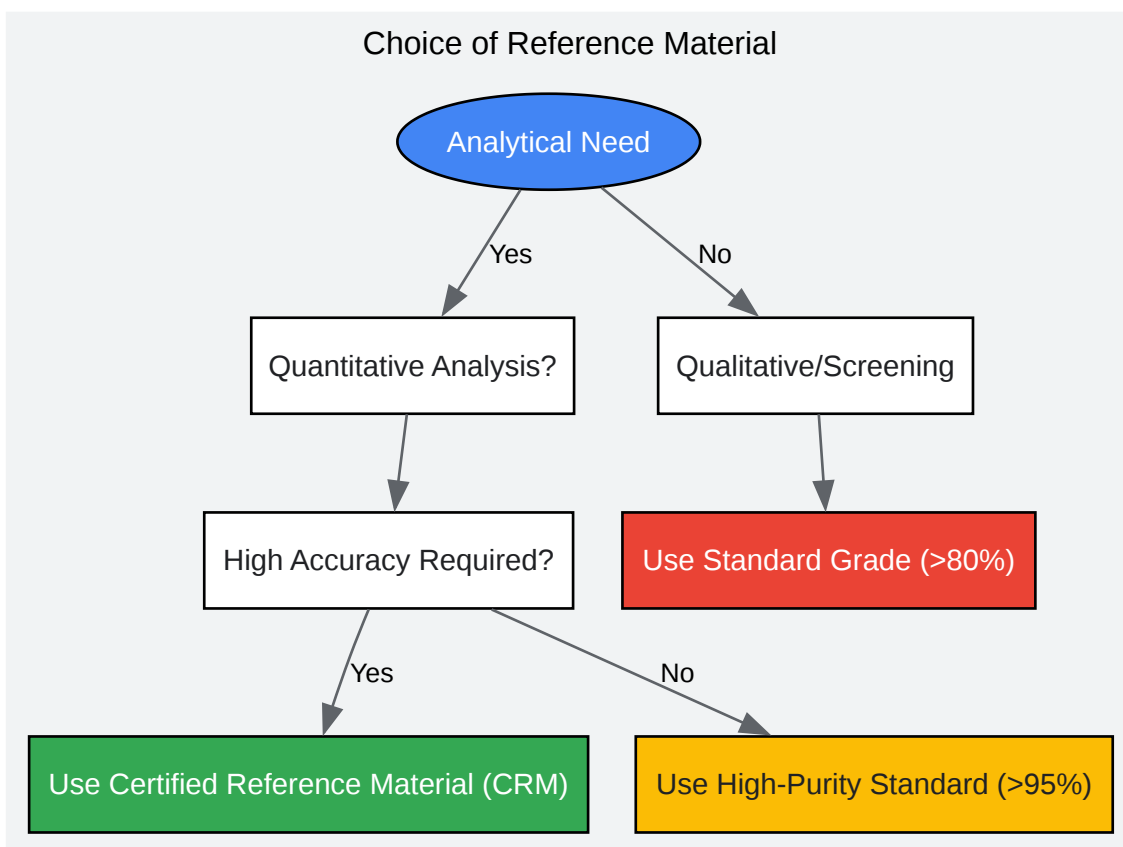 Choice of Reference Material
Analytical Need
Yes
No
Quantitative Analysis?
Qualitative/Screening
High Accuracy Required?
Use Standard Grade (>80%)
Yes
No
Use Certified Reference Material (CRM)
Use High-Purity Standard (>95%)